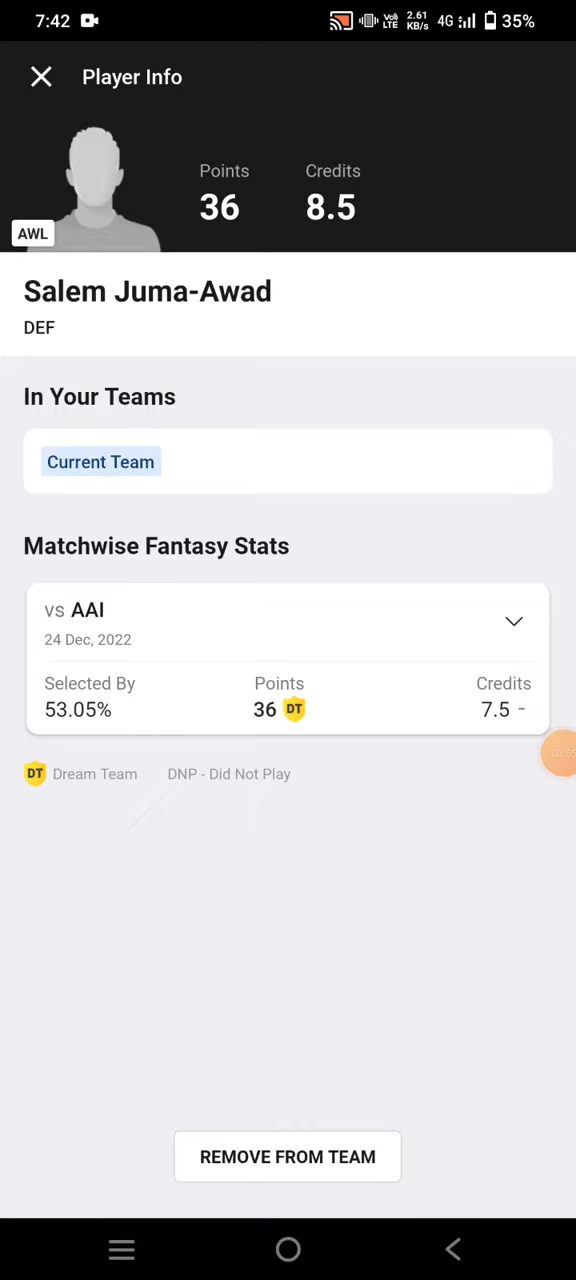 7:42 Vo) LTE 2.61 KB/s 4G 35%
Player Info
Points Credits
36 8.5
AWL
Salem Juma-Awad
DEF
In Your Teams
Current Team
Matchwise Fantasy Stats
vs AAI
24 Dec, 2022
Selected By Points Credits
53.05% 36 DT 7.5 -
DT Dream Team DNP - Did Not Play
REMOVE FROM TEAM